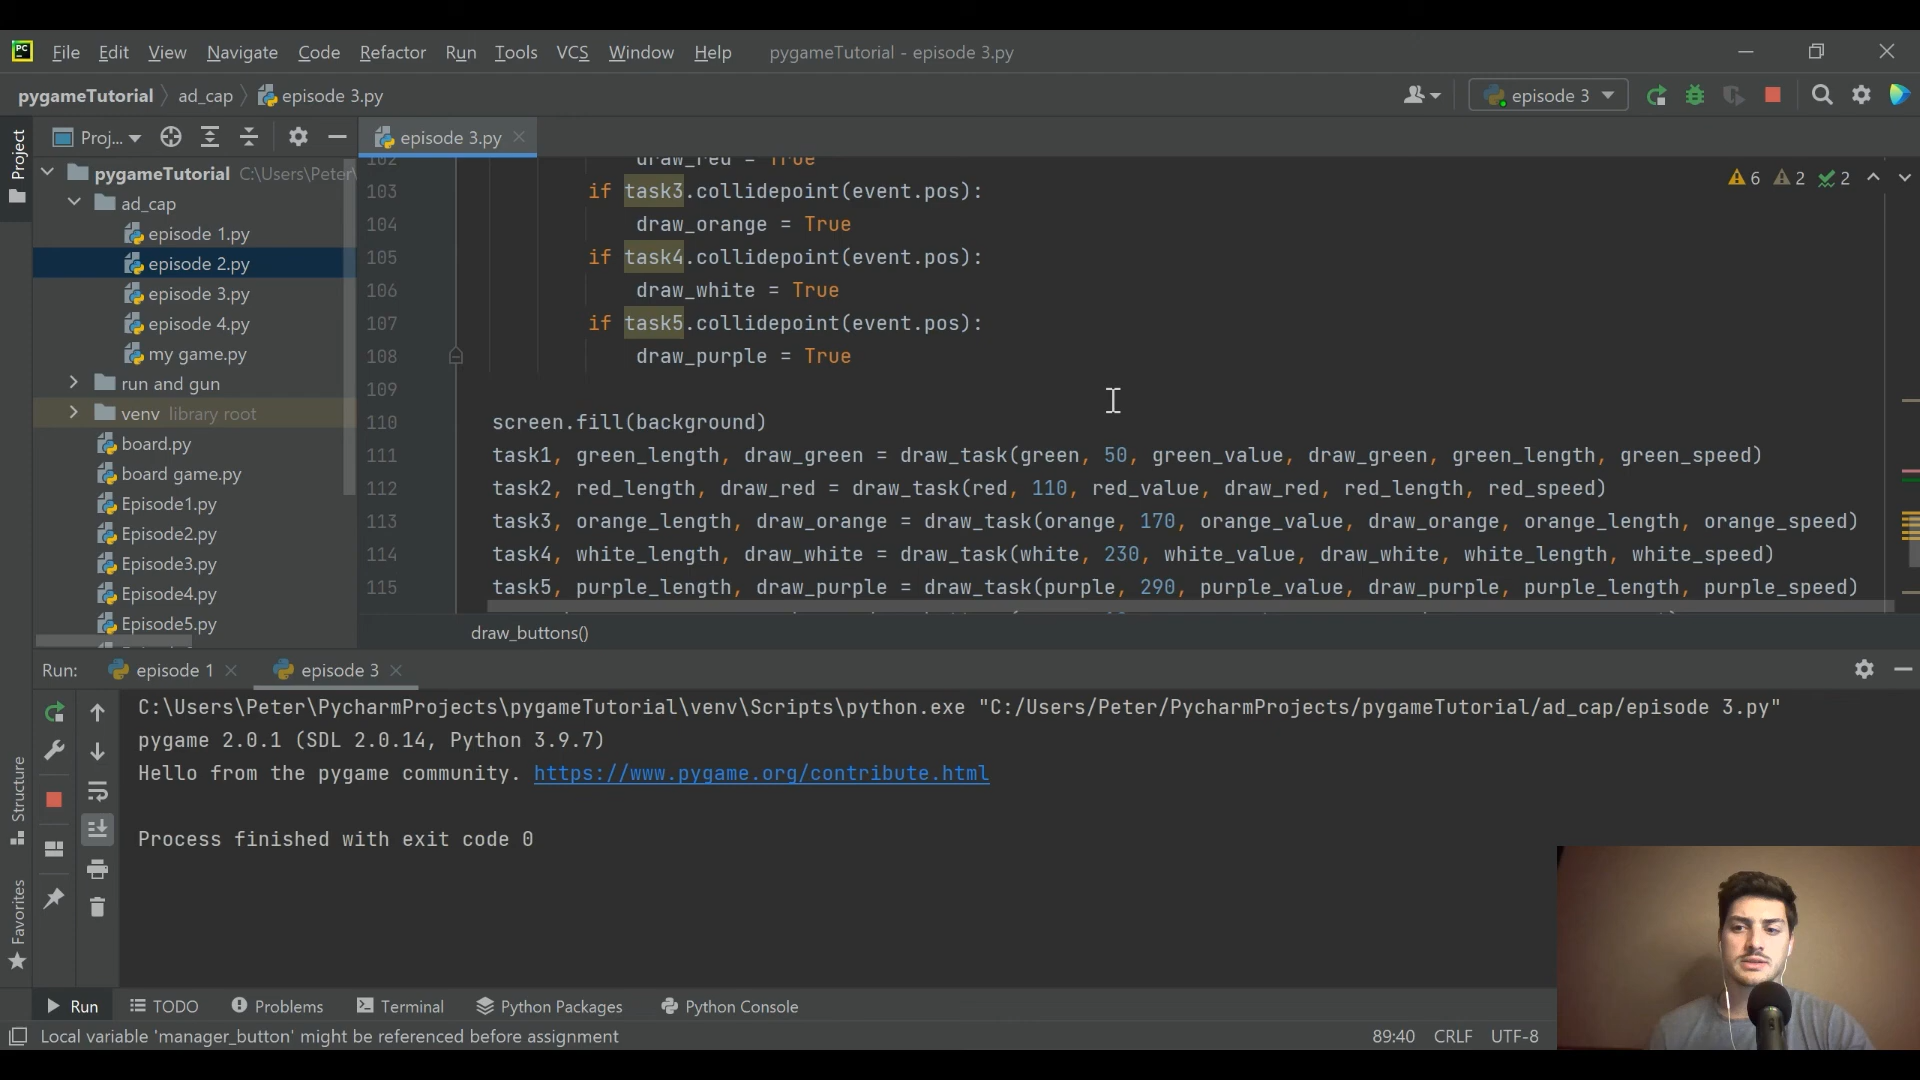 PC File Edit View Navigate Code Refactor Run Tools VCS Window Help pygameTutorial - episode 3.py
pygameTutorial ad_cap episode 3.py episode 3
Project
Proj... episode 3.py
pygameTutorial C:\Users\Peter
ad_cap
episode 1.py
episode 2.py
episode 3.py
episode 4.py
my game.py
run and gun
venv library root
board.py
board game.py
Episode1.py
Episode2.py
Episode3.py
Episode4.py
Episode5.py
6 2 2
102 draw_red = True
103 if task3.collidepoint(event.pos):
104 draw_orange = True
105 if task4.collidepoint(event.pos):
106 draw_white = True
107 if task5.collidepoint(event.pos):
108 draw_purple = True
109
110 screen.fill(background)
111 task1, green_length, draw_green = draw_task(green, 50, green_value, draw_green, green_length, green_speed)
112 task2, red_length, draw_red = draw_task(red, 110, red_value, draw_red, red_length, red_speed)
113 task3, orange_length, draw_orange = draw_task(orange, 170, orange_value, draw_orange, orange_length, orange_speed)
114 task4, white_length, draw_white = draw_task(white, 230, white_value, draw_white, white_length, white_speed)
115 task5, purple_length, draw_purple = draw_task(purple, 290, purple_value, draw_purple, purple_length, purple_speed)
draw_buttons()
Run: episode 1 episode 3
C:\Users\Peter\PycharmProjects\pygameTutorial\venv\Scripts\python.exe "C:/Users/Peter/PycharmProjects/pygameTutorial/ad_cap/episode 3.py"
pygame 2.0.1 (SDL 2.0.14, Python 3.9.7)
Hello from the pygame community. https://www.pygame.org/contribute.html
Process finished with exit code 0
Structure
Favorites
Run TODO Problems Terminal Python Packages Python Console
Local variable 'manager_button' might be referenced before assignment 89:40 CRLF UTF-8